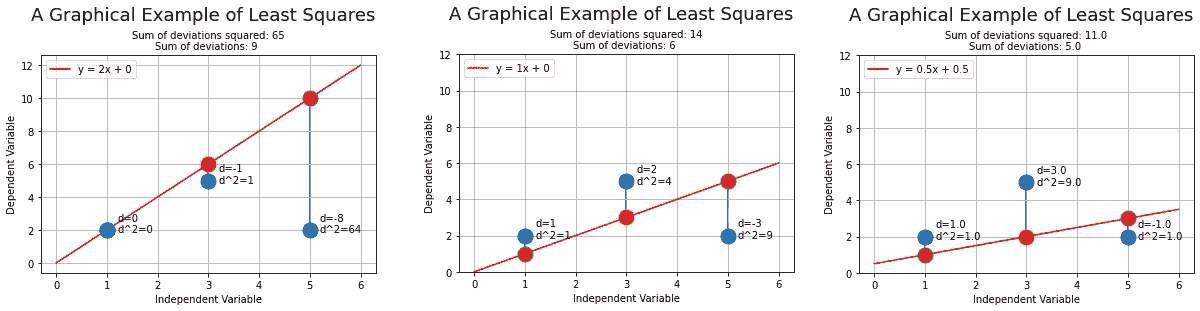 A Graphical Example of Least Squares
Sum of deviations squared: 65
Sum of deviations: 9
y = 2x + 0
12
10
8
6
4
2
0
Dependent Variable
d=0
d^2=0
d=-1
d^2=1
d=-8
d^2=64
0 1 2 3 4 5 6
Independent Variable
A Graphical Example of Least Squares
Sum of deviations squared: 14
Sum of deviations: 6
y = 1x + 0
12
10
8
6
4
2
0
Dependent Variable
d=1
d^2=1
d=2
d^2=4
d=-3
d^2=9
0 1 2 3 4 5 6
Independent Variable
A Graphical Example of Least Squares
Sum of deviations squared: 11.0
Sum of deviations: 5.0
y = 0.5x + 0.5
12
10
8
6
4
2
0
Dependent Variable
d=1.0
d^2=1.0
d=3.0
d^2=9.0
d=-1.0
d^2=1.0
0 1 2 3 4 5 6
Independent Variable